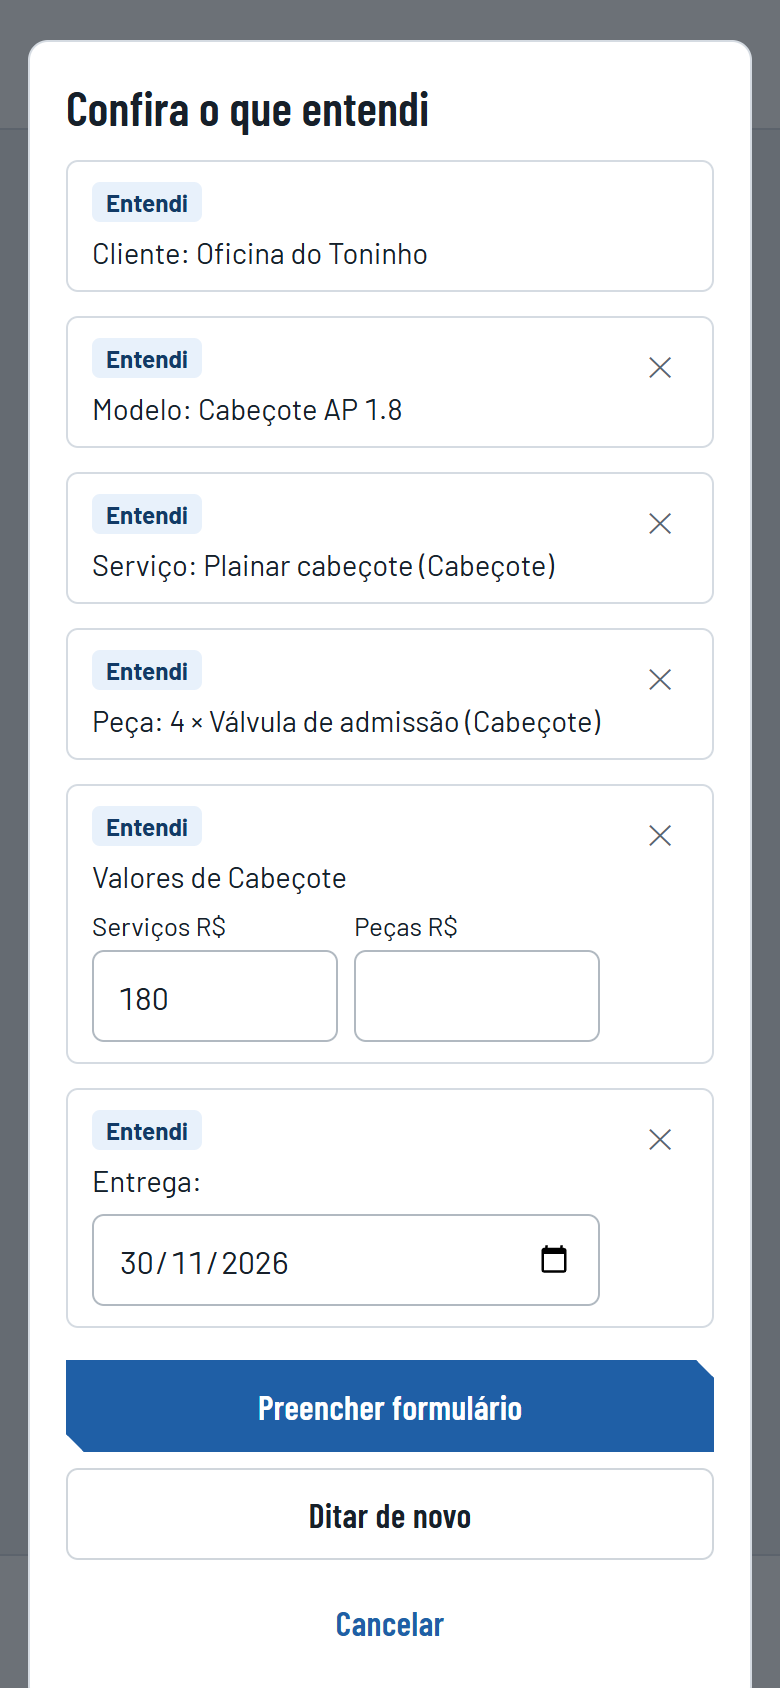 Confira o que entendi
Entendi
Cliente: Oficina do Toninho
Entendi
Modelo: Cabeçote AP 1.8
Entendi
Serviço: Plainar cabeçote (Cabeçote)
Entendi
Peça: 4 × Válvula de admissão (Cabeçote)
Entendi
Valores de Cabeçote
Serviços R$ Peças R$
180
Entendi
Entrega:
30/11/2026
Preencher formulário
Ditar de novo
Cancelar